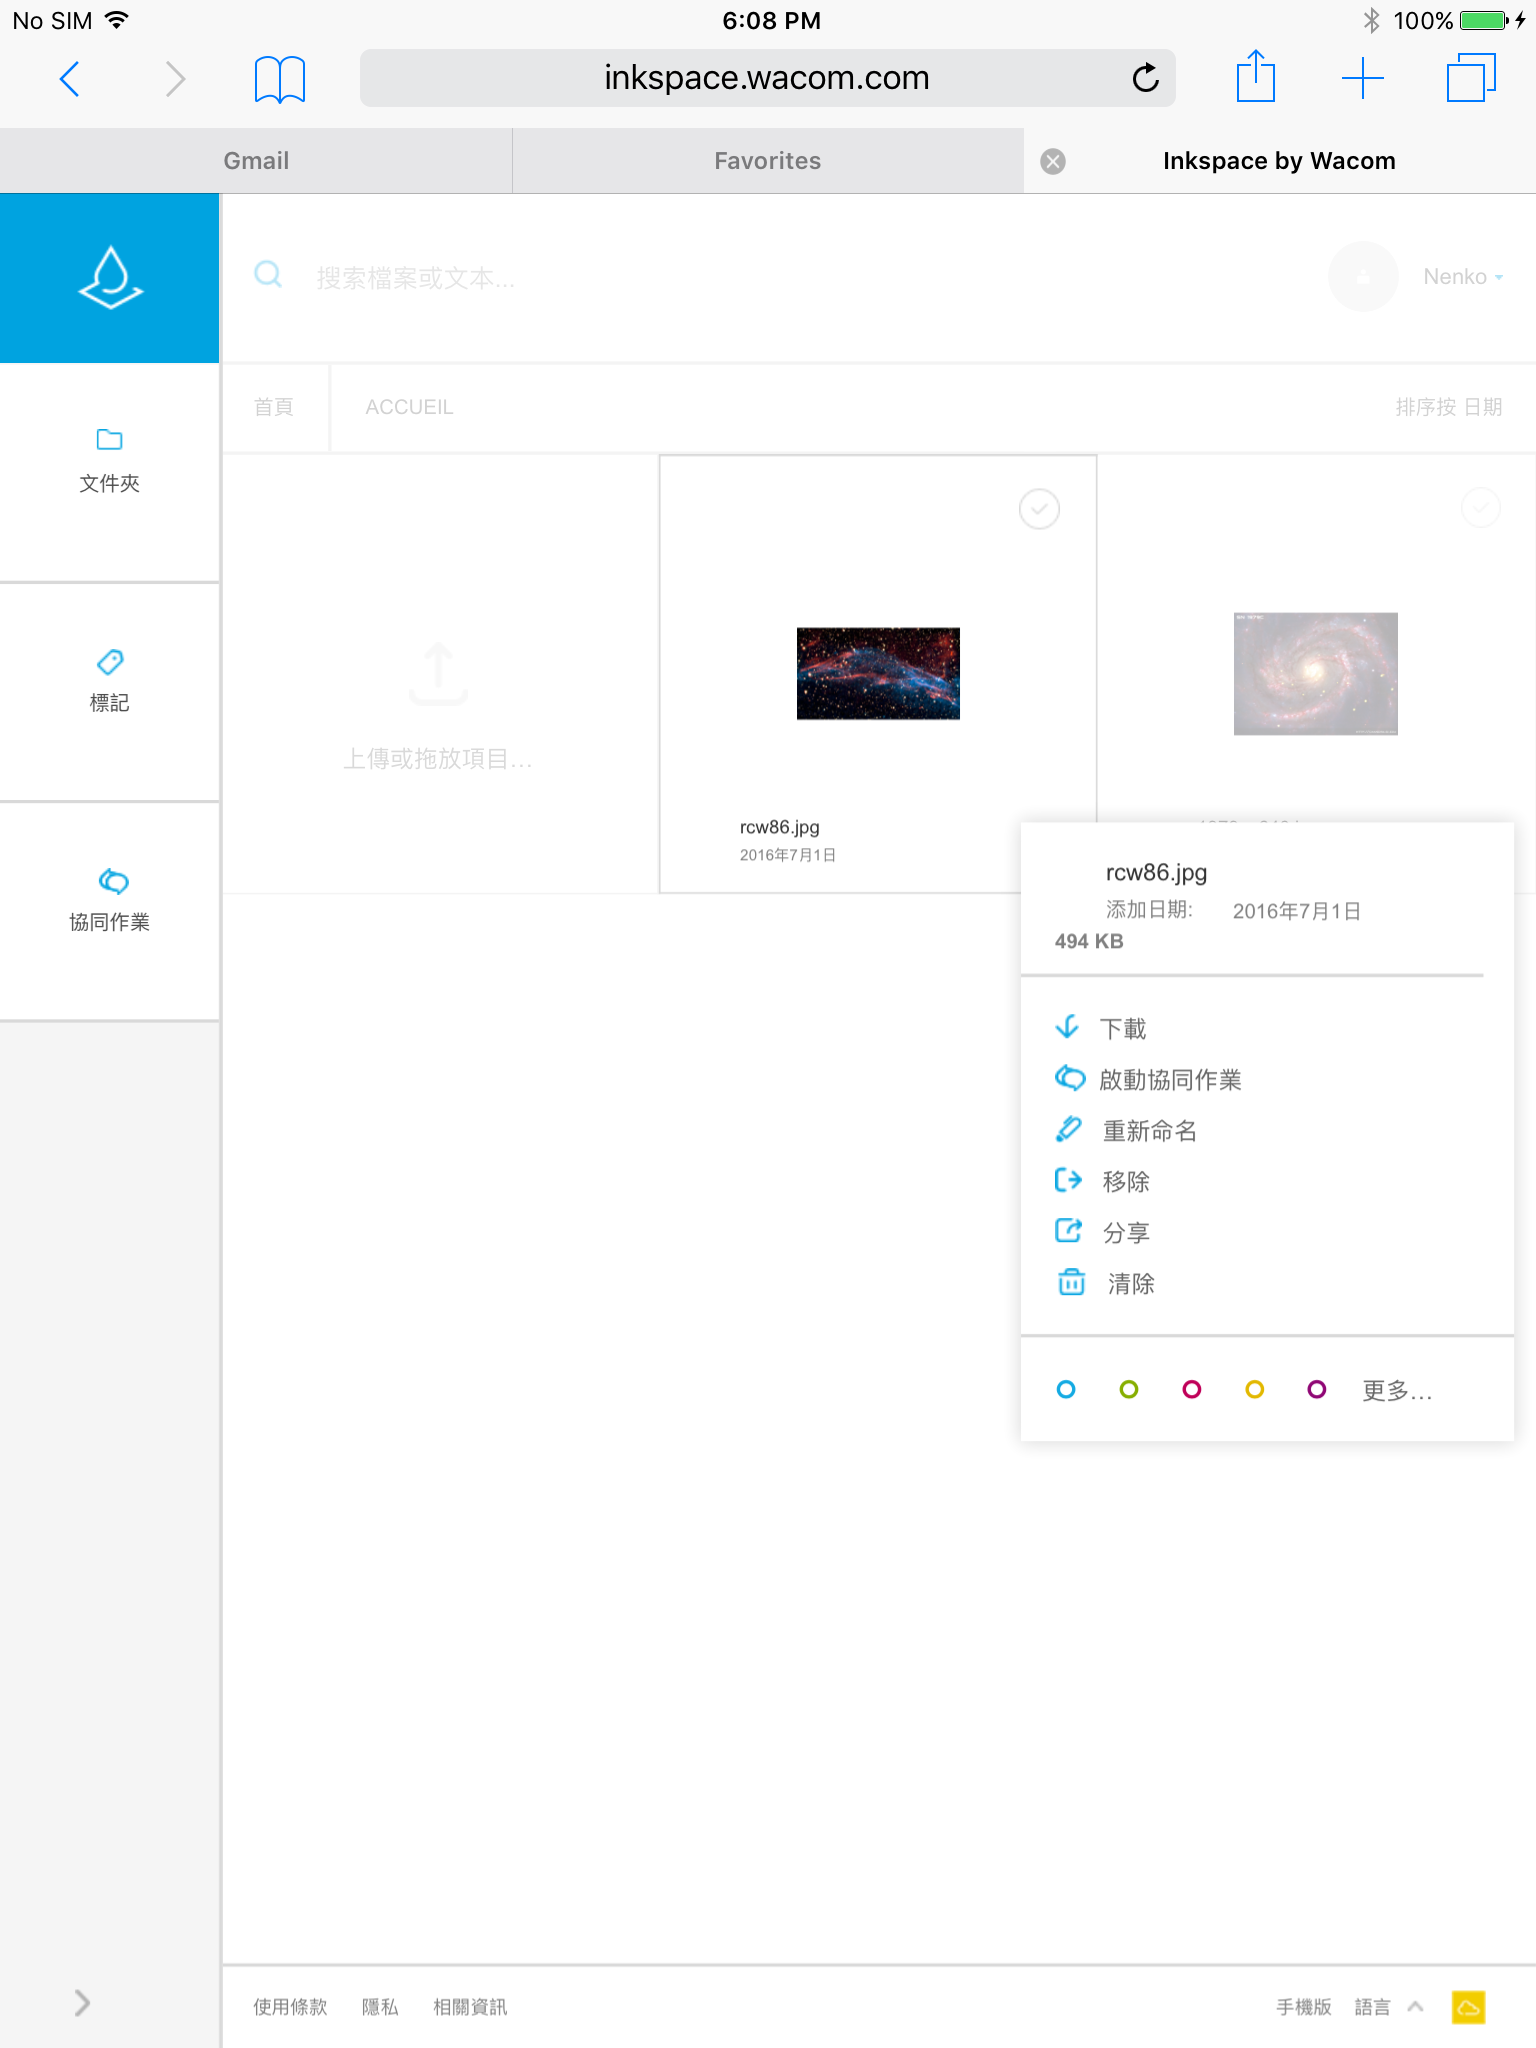 No SIM
6:08 PM
100%
inkspace.wacom.com
Gmail
Favorites
Inkspace by Wacom
搜索檔案或文本...
Nenko
首頁
ACCUEIL
排序按 日期
文件夾
標記
協同作業
上傳或拖放項目...
rcw86.jpg
2016年7月1日
rcw86.jpg
添加日期: 2016年7月1日
494 KB
下載
啟動協同作業
重新命名
移除
分享
清除
更多...
使用條款
隱私
相關資訊
手機版
語言